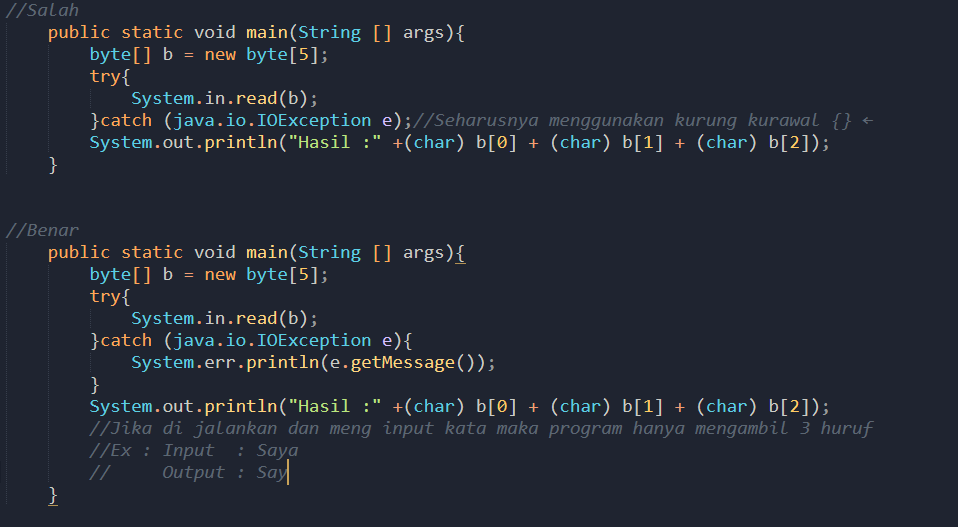 //Salah
    public static void main(String [] args){
        byte[] b = new byte[5];
        try{
            System.in.read(b);
        }catch (java.io.IOException e);//Seharusnya menggunakan kurung kurawal {} ←
        System.out.println("Hasil :" +(char) b[0] + (char) b[1] + (char) b[2]);
    }
//Benar
    public static void main(String [] args){
        byte[] b = new byte[5];
        try{
            System.in.read(b);
        }catch (java.io.IOException e){
            System.err.println(e.getMessage());
        }
        System.out.println("Hasil :" +(char) b[0] + (char) b[1] + (char) b[2]);
        //Jika di jalankan dan meng input kata maka program hanya mengambil 3 huruf
        //Ex : Input  : Saya
        //     Output : Say
    }